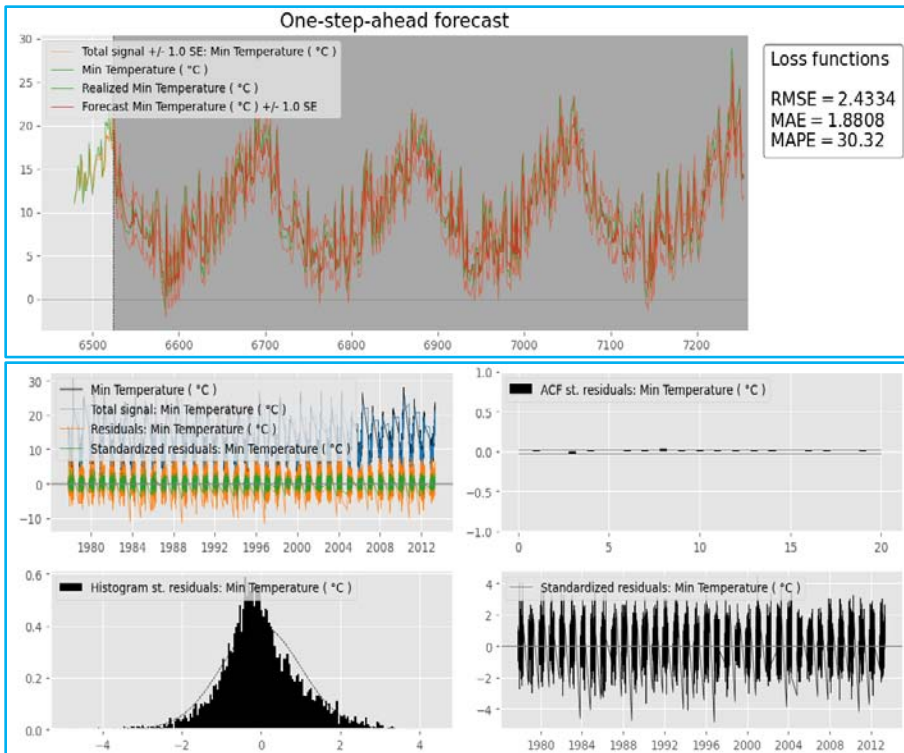 One-step-ahead forecast
30
25
20
15
10
5
0
Total signal +/- 1.0 SE: Min Temperature ( °C )
Min Temperature ( °C )
Realized Min Temperature ( °C )
Forecast Min Temperature ( °C ) +/- 1.0 SE
6500 6600 6700 6800 6900 7000 7100 7200
Loss functions
RMSE = 2.4334
MAE = 1.8808
MAPE = 30.32
30
20
10
0
−10
Min Temperature ( °C )
Total signal: Min Temperature ( °C )
Residuals: Min Temperature ( °C )
Standardized residuals: Min Temperature ( °C )
1980 1984 1988 1992 1996 2000 2004 2008 2012
1.0
0.5
0.0
−0.5
−1.0
ACF st. residuals: Min Temperature ( °C )
0 5 10 15 20
0.6
0.4
0.2
0.0
Histogram st. residuals: Min Temperature ( °C )
−4 −2 0 2 4
4
2
0
−2
−4
Standardized residuals: Min Temperature ( °C )
1980 1984 1988 1992 1996 2000 2004 2008 2012